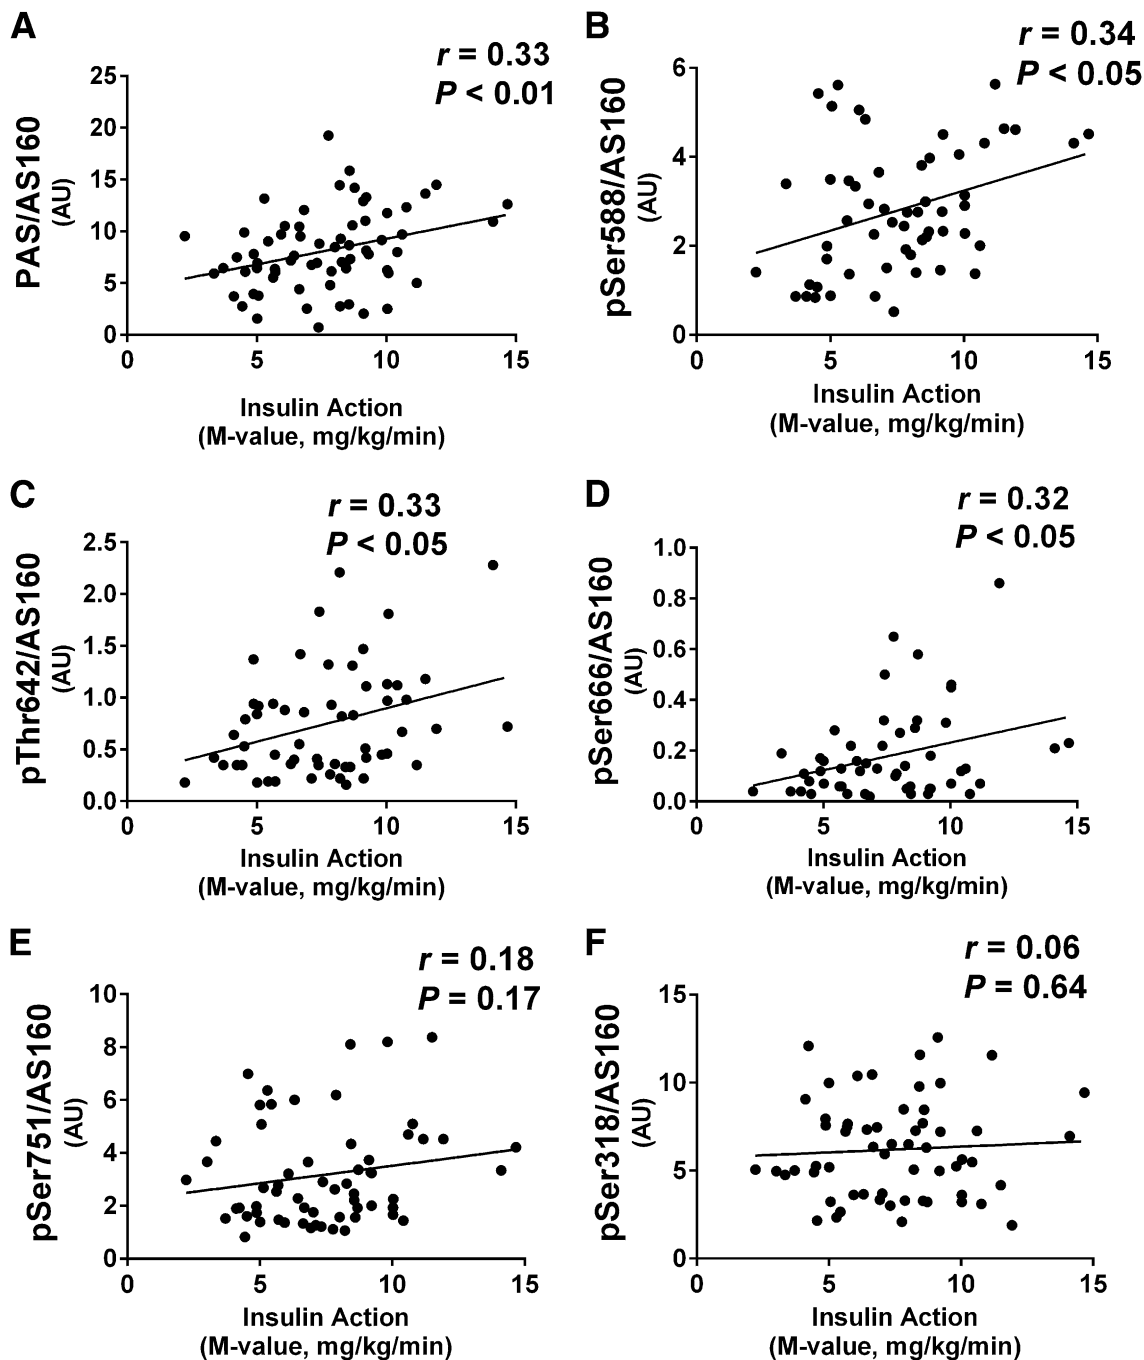 A
r = 0.33
P < 0.01
PAS/AS160
(AU)
25
20
15
10
5
0
0 5 10 15
Insulin Action
(M-value, mg/kg/min)
B
r = 0.34
P < 0.05
pSer588/AS160
(AU)
6
4
2
0
0 5 10 15
Insulin Action
(M-value, mg/kg/min)
C
r = 0.33
P < 0.05
pThr642/AS160
(AU)
2.5
2.0
1.5
1.0
0.5
0.0
0 5 10 15
Insulin Action
(M-value, mg/kg/min)
D
r = 0.32
P < 0.05
pSer666/AS160
(AU)
1.0
0.8
0.6
0.4
0.2
0.0
0 5 10 15
Insulin Action
(M-value, mg/kg/min)
E
r = 0.18
P = 0.17
pSer751/AS160
(AU)
10
8
6
4
2
0
0 5 10 15
Insulin Action
(M-value, mg/kg/min)
F
r = 0.06
P = 0.64
pSer318/AS160
(AU)
15
10
5
0
0 5 10 15
Insulin Action
(M-value, mg/kg/min)